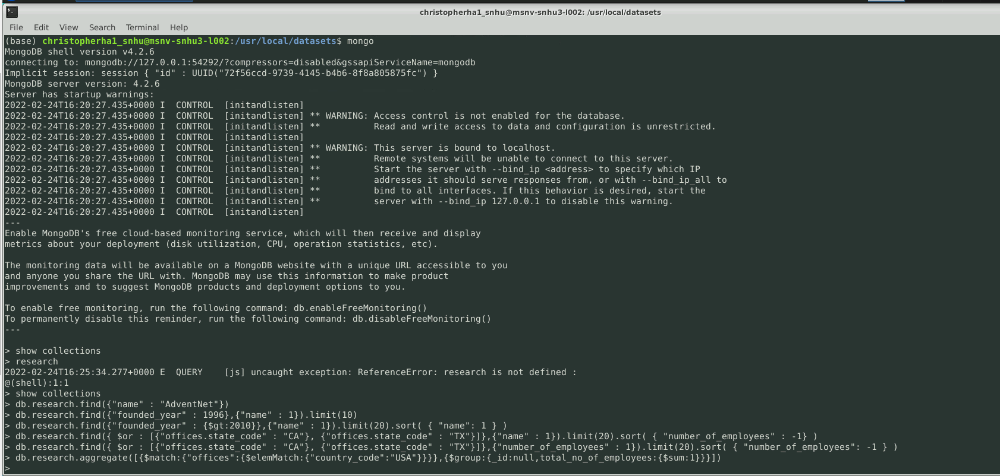 christopherha1_snhu@msnv-snhu3-l002: /usr/local/datasets
File Edit View Search Terminal Help
(base) christopherha1_snhu@msnv-snhu3-l002:/usr/local/datasets$ mongo
MongoDB shell version v4.2.6
connecting to: mongodb://127.0.0.1:54292/?compressors=disabled&gssapiServiceName=mongodb
Implicit session: session { "id" : UUID("72f56ccd-9739-4145-b4b6-8f8a805875fc") }
MongoDB server version: 4.2.6
Server has startup warnings:
2022-02-24T16:20:27.435+0000 I  CONTROL  [initandlisten]
2022-02-24T16:20:27.435+0000 I  CONTROL  [initandlisten] ** WARNING: Access control is not enabled for the database.
2022-02-24T16:20:27.435+0000 I  CONTROL  [initandlisten] **          Read and write access to data and configuration is unrestricted.
2022-02-24T16:20:27.435+0000 I  CONTROL  [initandlisten]
2022-02-24T16:20:27.435+0000 I  CONTROL  [initandlisten] ** WARNING: This server is bound to localhost.
2022-02-24T16:20:27.435+0000 I  CONTROL  [initandlisten] **          Remote systems will be unable to connect to this server.
2022-02-24T16:20:27.435+0000 I  CONTROL  [initandlisten] **          Start the server with --bind_ip <address> to specify which IP
2022-02-24T16:20:27.435+0000 I  CONTROL  [initandlisten] **          addresses it should serve responses from, or with --bind_ip_all to
2022-02-24T16:20:27.435+0000 I  CONTROL  [initandlisten] **          bind to all interfaces. If this behavior is desired, start the
2022-02-24T16:20:27.435+0000 I  CONTROL  [initandlisten] **          server with --bind_ip 127.0.0.1 to disable this warning.
2022-02-24T16:20:27.435+0000 I  CONTROL  [initandlisten]
---
Enable MongoDB's free cloud-based monitoring service, which will then receive and display
metrics about your deployment (disk utilization, CPU, operation statistics, etc).
The monitoring data will be available on a MongoDB website with a unique URL accessible to you
and anyone you share the URL with. MongoDB may use this information to make product
improvements and to suggest MongoDB products and deployment options to you.
To enable free monitoring, run the following command: db.enableFreeMonitoring()
To permanently disable this reminder, run the following command: db.disableFreeMonitoring()
---
> show collections
> research
2022-02-24T16:25:34.277+0000 E  QUERY    [js] uncaught exception: ReferenceError: research is not defined :
@(shell):1:1
> show collections
> db.research.find({"name" : "AdventNet"})
> db.research.find({"founded_year" : 1996},{"name" : 1}).limit(10)
> db.research.find({"founded_year" : {$gt:2010}},{"name" : 1}).limit(20).sort( { "name": 1 } )
> db.research.find({ $or : [{"offices.state_code" : "CA"}, {"offices.state_code" : "TX"}]},{"name" : 1}).limit(20).sort( { "number_of_employees" : -1} )
> db.research.find({ $or : [{"offices.state_code" : "CA"}, {"offices.state_code" : "TX"}]},{"number_of_employees" : 1}).limit(20).sort( { "number_of_employees": -1 } )
> db.research.aggregate([{$match:{"offices":{$elemMatch:{"country_code":"USA"}}}},{$group:{_id:null,total_no_of_employees:{$sum:1}}}])
>